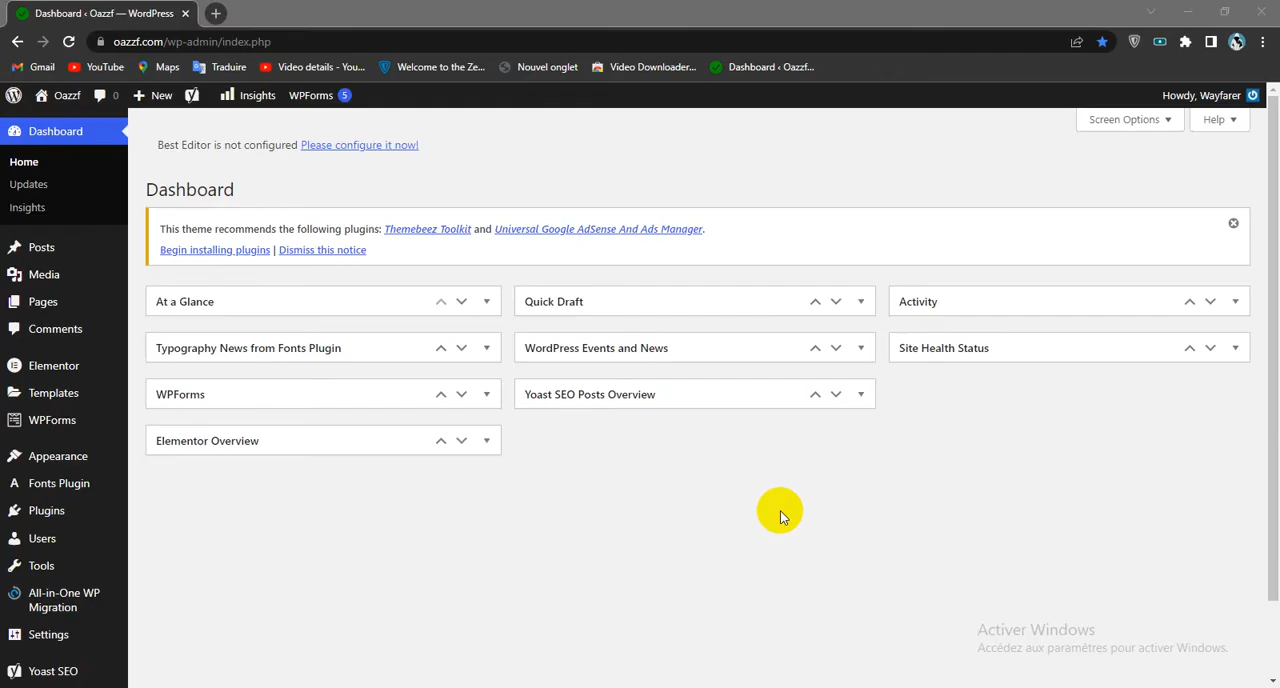 Dashboard ‹ Oazzf — WordPress
oazzf.com/wp-admin/index.php
Gmail YouTube Maps Traduire Video details - You... Welcome to the Ze... Nouvel onglet Video Downloader... Dashboard ‹ Oazzf...
Oazzf 0 New Insights WPForms 5 Howdy, Wayfarer
Screen Options Help
Dashboard
Home
Updates
Insights
Posts
Media
Pages
Comments
Elementor
Templates
WPForms
Appearance
Fonts Plugin
Plugins
Users
Tools
All-in-One WP
Migration
Settings
Yoast SEO
Best Editor is not configured Please configure it now!
Dashboard
This theme recommends the following plugins: Themebeez Toolkit and Universal Google AdSense And Ads Manager.
Begin installing plugins | Dismiss this notice
At a Glance Quick Draft Activity
Typography News from Fonts Plugin WordPress Events and News Site Health Status
WPForms Yoast SEO Posts Overview
Elementor Overview
Activer Windows
Accédez aux paramètres pour activer Windows.